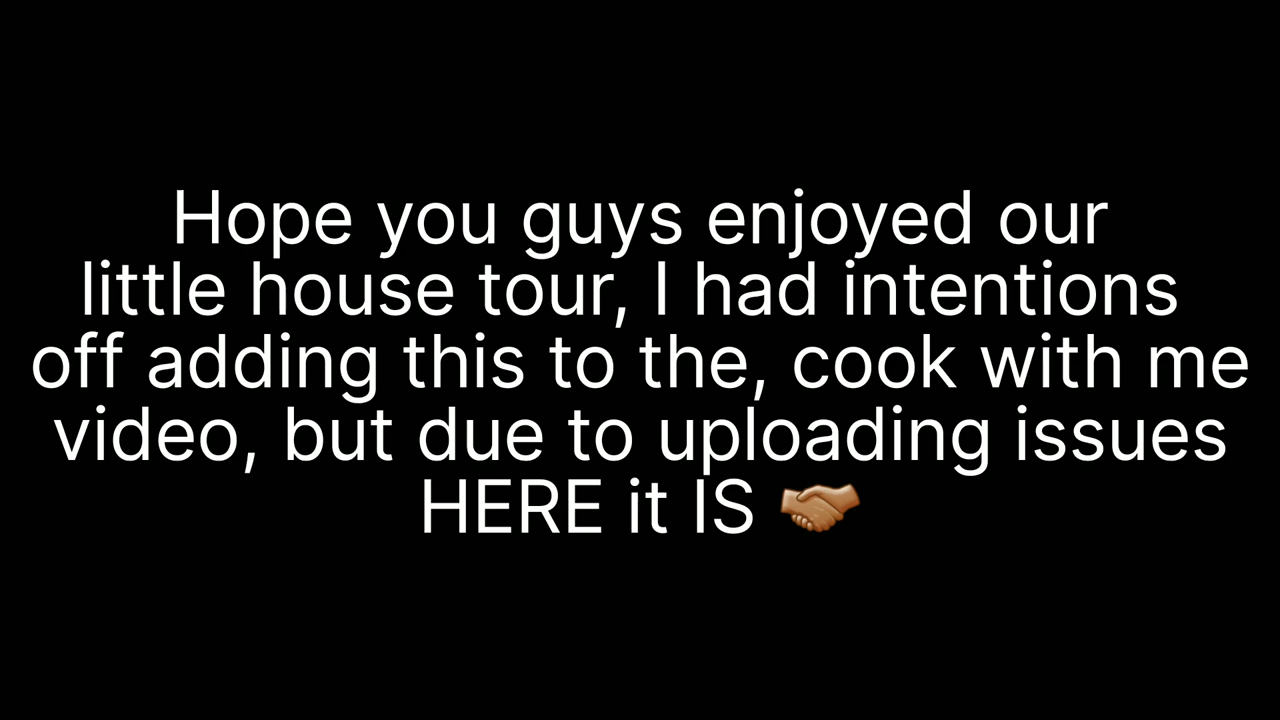 Hope you guys enjoyed our
little house tour, I had intentions
off adding this to the, cook with me
video, but due to uploading issues
HERE it IS 🤝🏽